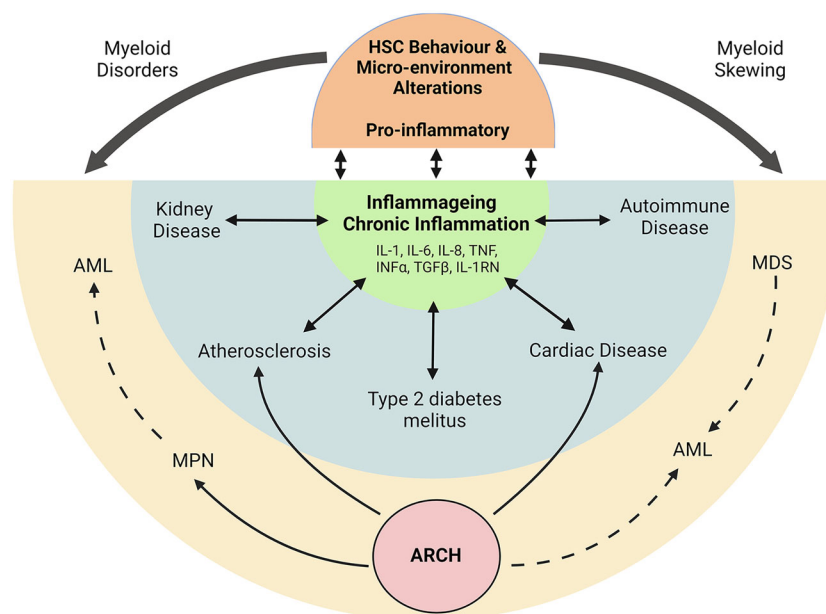 Myeloid
Disorders
HSC Behaviour &
Micro-environment
Alterations
Pro-inflammatory
Myeloid
Skewing
Inflammageing
Chronic Inflammation
IL-1, IL-6, IL-8, TNF,
INFα, TGFβ, IL-1RN
Kidney
Disease
Autoimmune
Disease
AML
MDS
Atherosclerosis
Cardiac Disease
Type 2 diabetes
melitus
MPN
AML
ARCH